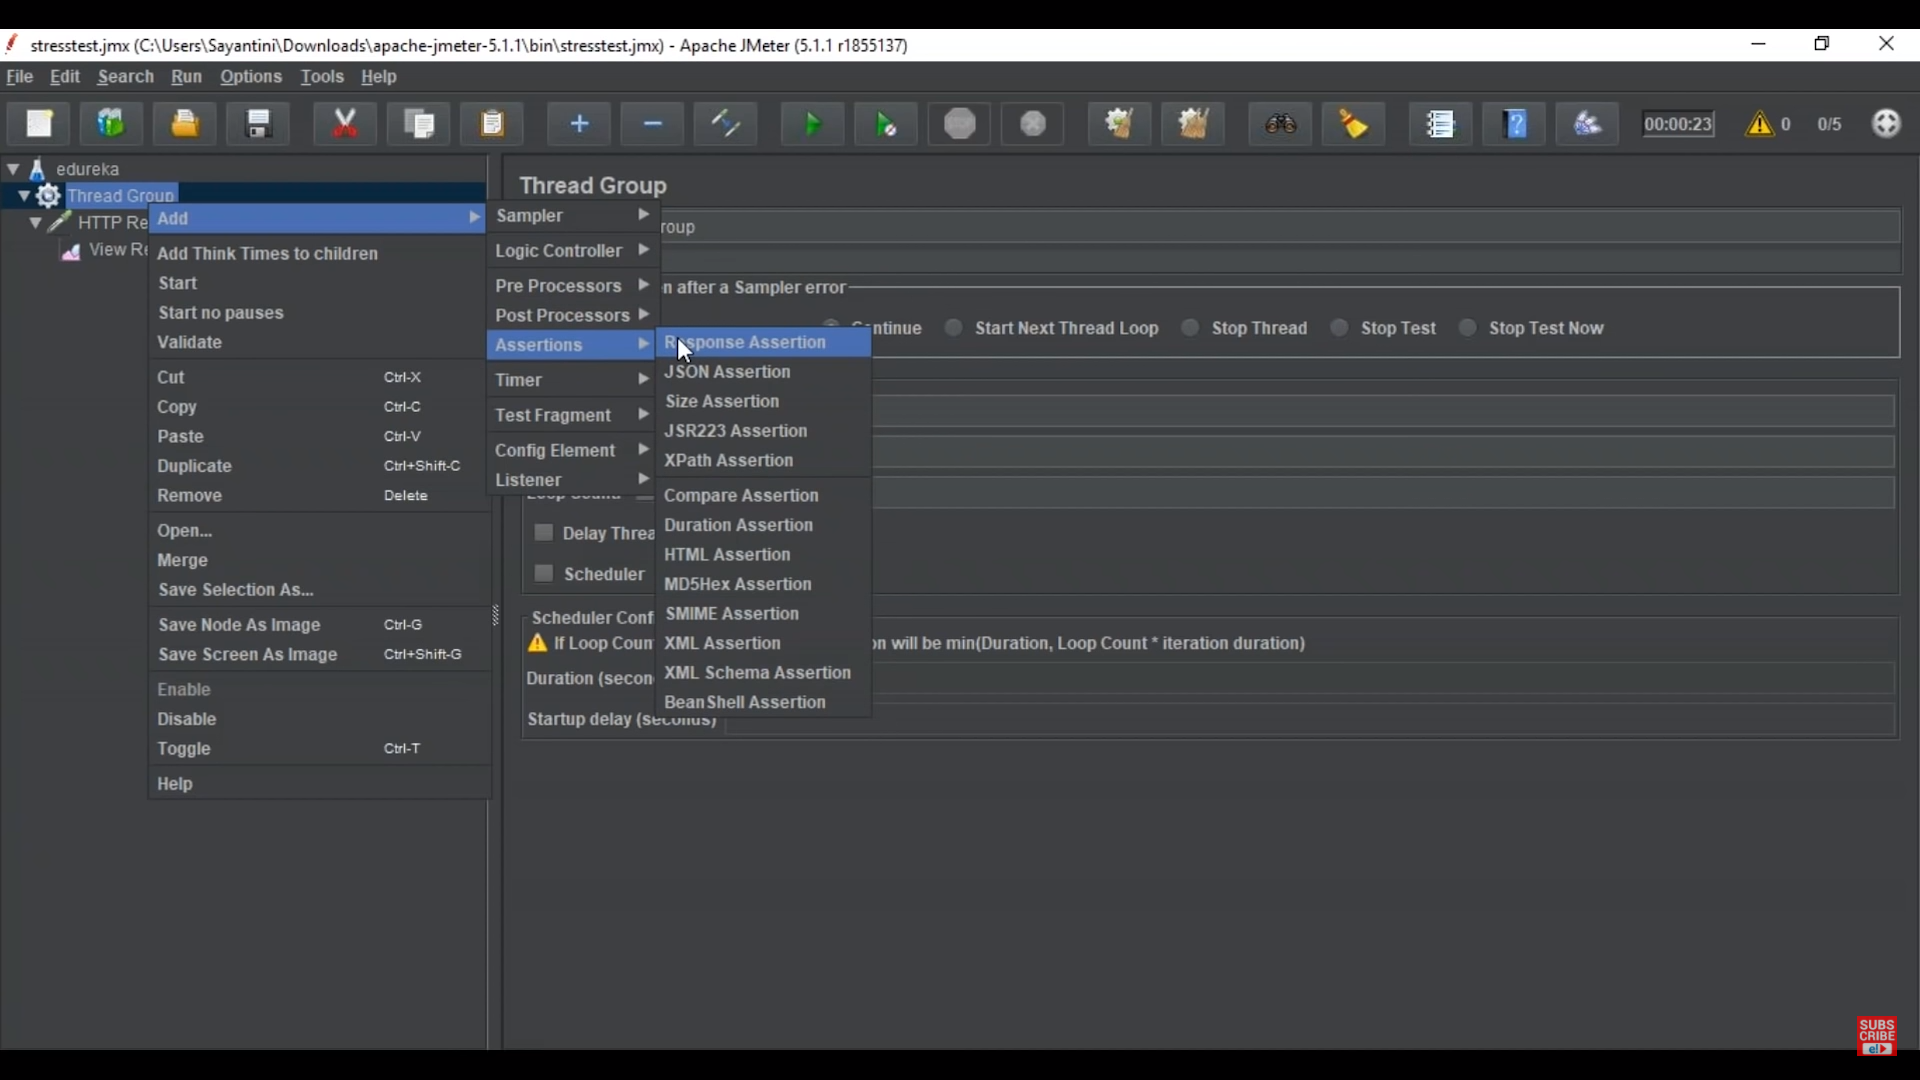 stresstest.jmx (C:\Users\Sayantini\Downloads\apache-jmeter-5.1.1\bin\stresstest.jmx) - Apache JMeter (5.1.1 r1855137)
File Edit Search Run Options Tools Help
00:00:23 0 0/5
edureka
Thread Group
HTTP Re
View Re
Add
Add Think Times to children
Start
Start no pauses
Validate
Cut Ctrl-X
Copy Ctrl-C
Paste Ctrl-V
Duplicate Ctrl+Shift-C
Remove Delete
Open...
Merge
Save Selection As...
Save Node As Image Ctrl-G
Save Screen As Image Ctrl+Shift-G
Enable
Disable
Toggle Ctrl-T
Help
Sampler
Logic Controller
Pre Processors
Post Processors
Assertions
Timer
Test Fragment
Config Element
Listener
Response Assertion
JSON Assertion
Size Assertion
JSR223 Assertion
XPath Assertion
Compare Assertion
Duration Assertion
HTML Assertion
MD5Hex Assertion
SMIME Assertion
XML Assertion
XML Schema Assertion
BeanShell Assertion
Thread Group
roup
n after a Sampler error
Continue Start Next Thread Loop Stop Thread Stop Test Stop Test Now
Delay Threa
Scheduler
Scheduler Confi
If Loop Coun on will be min(Duration, Loop Count * iteration duration)
Duration (secon
Startup delay (seconds)
SUBS
CRIBE
e!